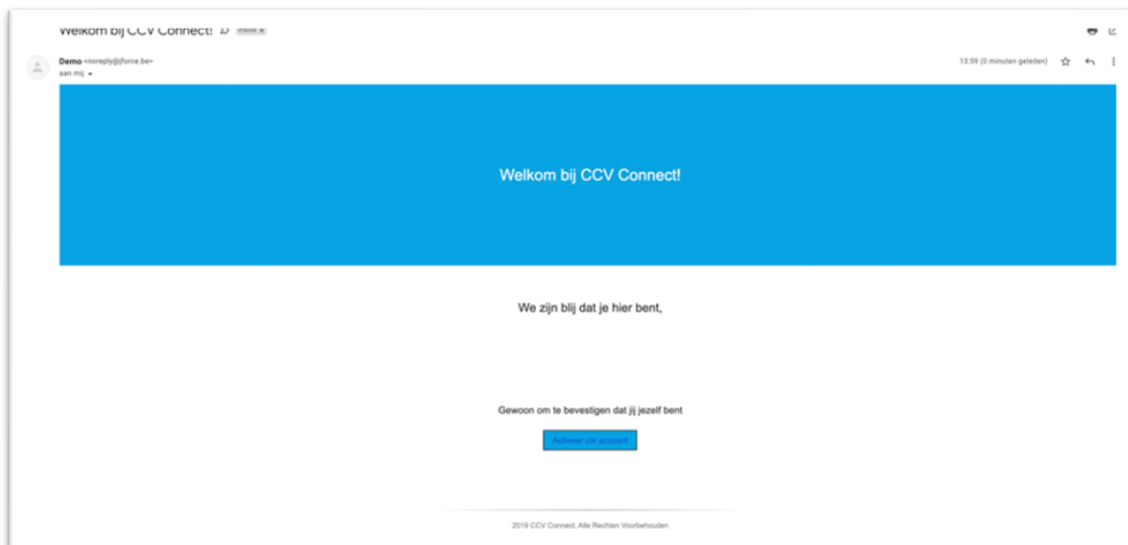 Welkom bij CCV Connect! Inbox x
Demo <noreply@jforce.be>
13:59 (0 minuten geleden)
aan mij
Welkom bij CCV Connect!
We zijn blij dat je hier bent,
Gewoon om te bevestigen dat jij jezelf bent
Activeer uw account
2019 CCV Connect, Alle Rechten Voorbehouden